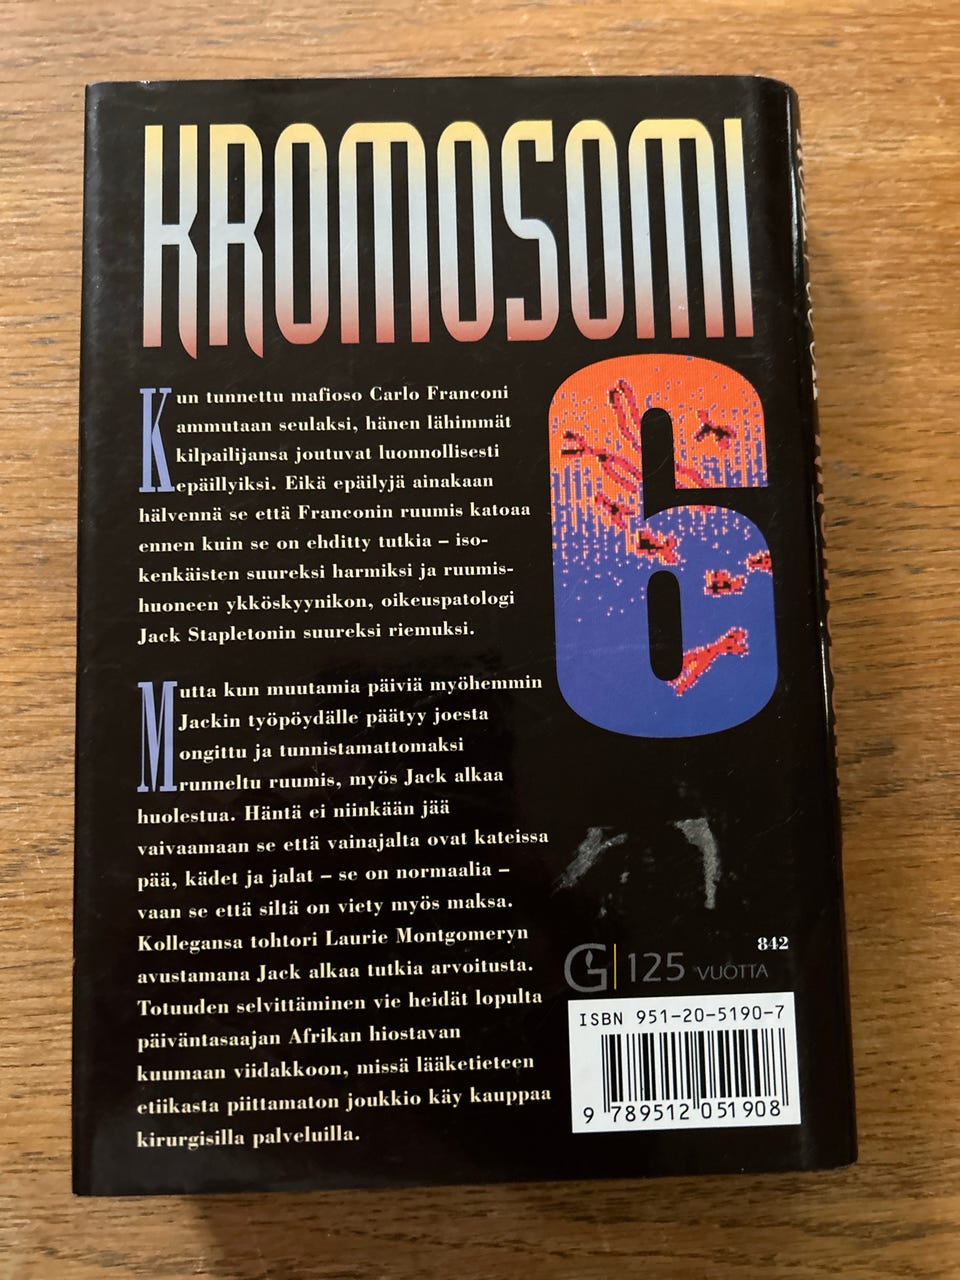 KROMOSOMI
6
Kun tunnettu mafioso Carlo Franconi
ammutaan seulaksi, hänen lähimmät
kilpailijansa joutuvat luonnollisesti
epäillyiksi. Eikä epäilyjä ainakaan
hälvennä se että Franconin ruumis katoaa
ennen kuin se on ehditty tutkia – iso-
kenkäisten suureksi harmiksi ja ruumis-
huoneen ykköskyynikon, oikeuspatologi
Jack Stapletonin suureksi riemuksi.
Mutta kun muutamia päiviä myöhemmin
Jackin työpöydälle päätyy joesta
ongittu ja tunnistamattomaksi
runneltu ruumis, myös Jack alkaa
huolestua. Häntä ei niinkään jää
vaivaamaan se että vainajalta ovat kateissa
pää, kädet ja jalat – se on normaalia –
vaan se että siltä on viety myös maksa.
Kollegansa tohtori Laurie Montgomeryn
avustamana Jack alkaa tutkia arvoitusta.
Totuuden selvittäminen vie heidät lopulta
päiväntasaajan Afrikan hiostavan
kuumaan viidakkoon, missä lääketieteen
etiikasta piittamaton joukkio käy kauppaa
kirurgisilla palveluilla.
842
G 125 VUOTTA
ISBN 951-20-5190-7
9 789512 051908